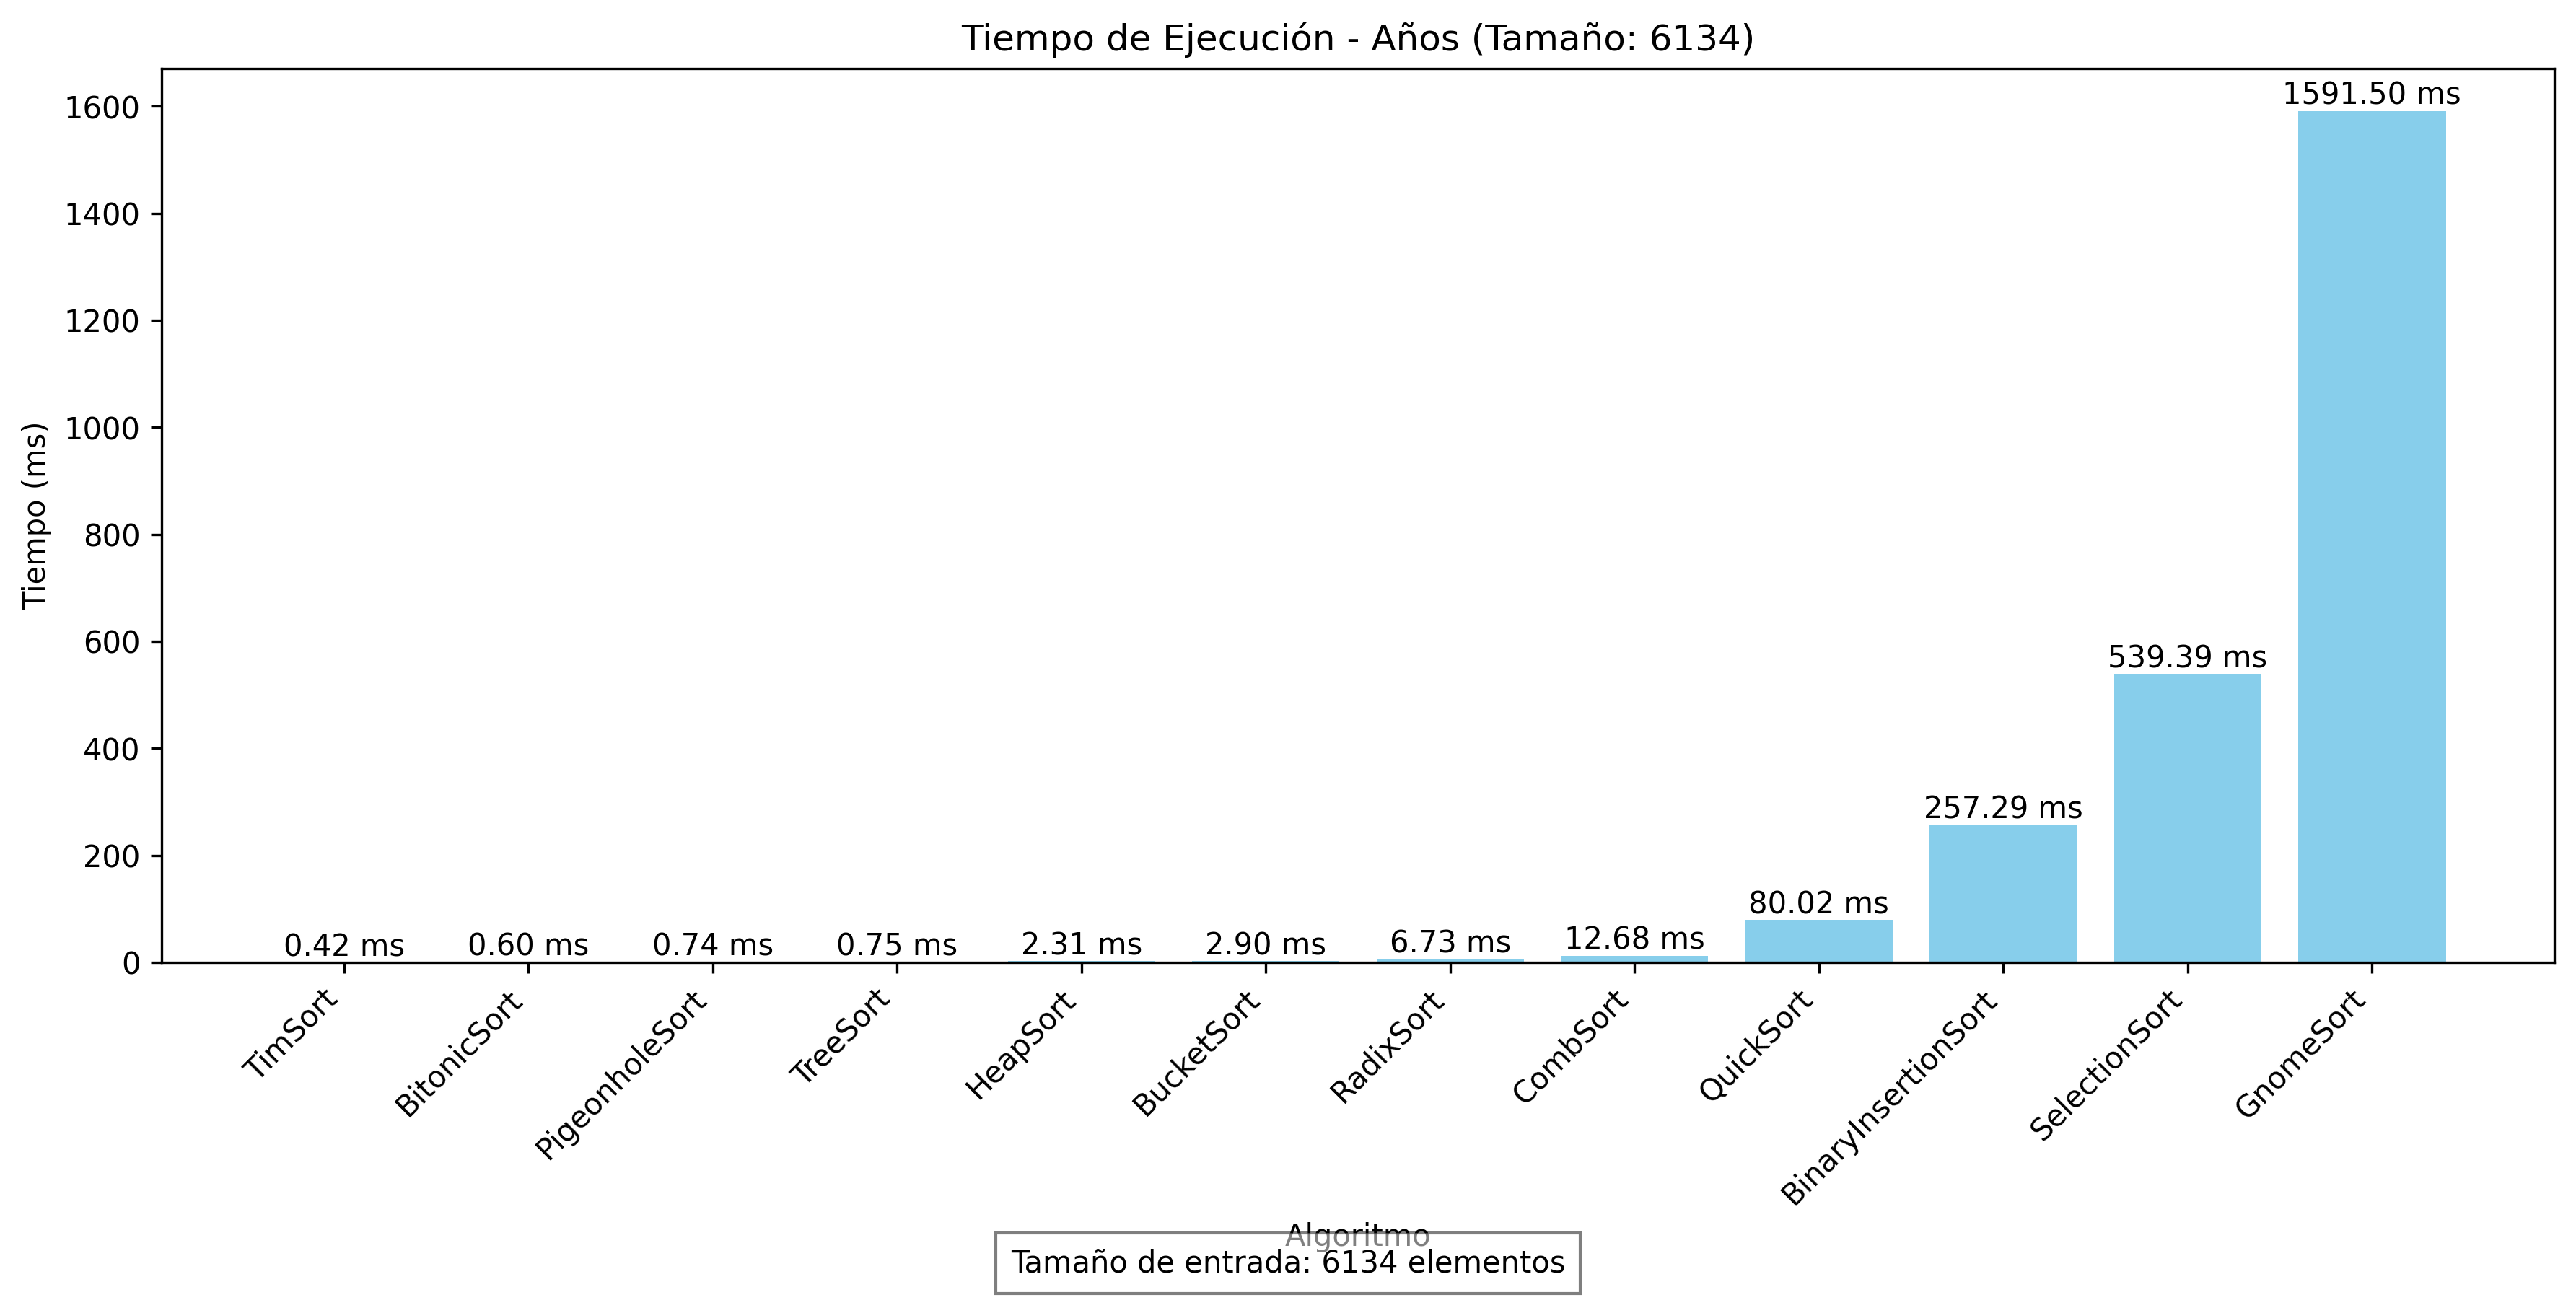 Tiempo de Ejecución - Años (Tamaño: 6134)
Tiempo (ms)
1600
1400
1200
1000
800
600
400
200
0
0.42 ms
0.60 ms
0.74 ms
0.75 ms
2.31 ms
2.90 ms
6.73 ms
12.68 ms
80.02 ms
257.29 ms
539.39 ms
1591.50 ms
TimSort
BitonicSort
PigeonholeSort
TreeSort
HeapSort
BucketSort
RadixSort
CombSort
QuickSort
BinaryInsertionSort
SelectionSort
GnomeSort
Algoritmo
Tamaño de entrada: 6134 elementos